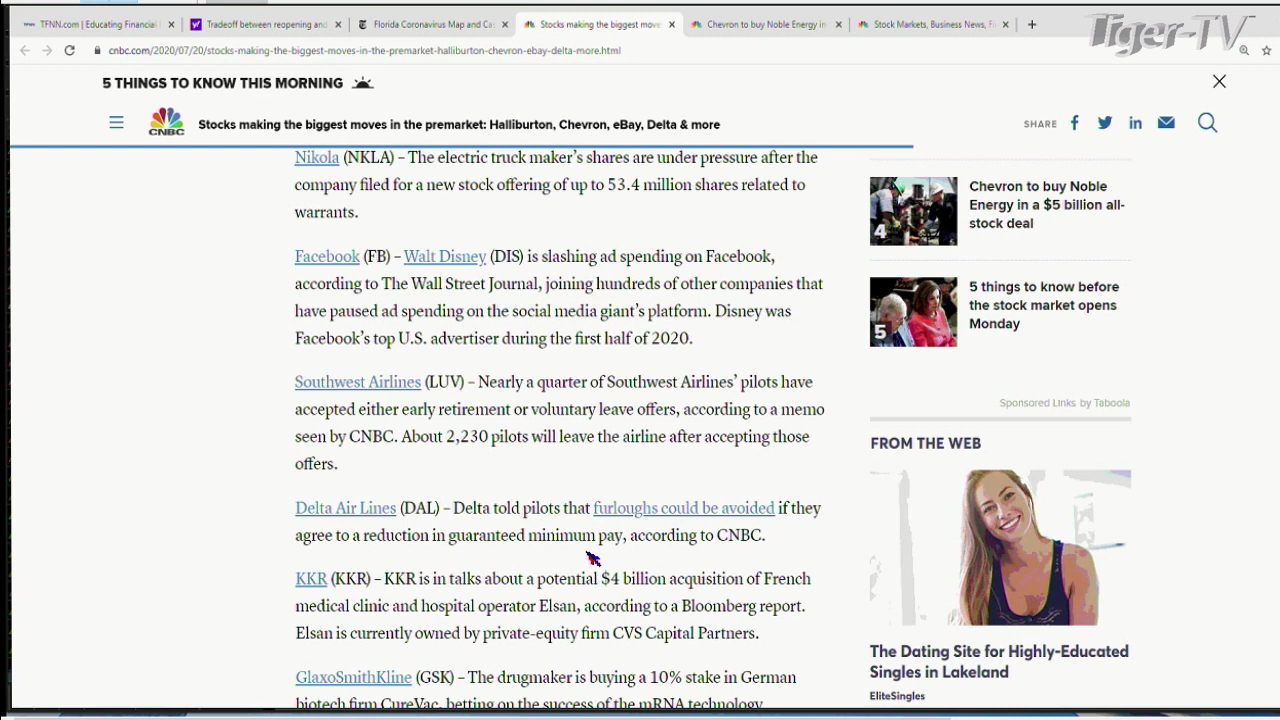 TFNN.com | Educating Financial
Tradeoff between reopening and
Florida Coronavirus Map and Ca
Stocks making the biggest move
Chevron to buy Noble Energy in
Stock Markets, Business News, Fi
Tiger-TV
cnbc.com/2020/07/20/stocks-making-the-biggest-moves-in-the-premarket-halliburton-chevron-ebay-delta-more.html
5 THINGS TO KNOW THIS MORNING
CNBC
Stocks making the biggest moves in the premarket: Halliburton, Chevron, eBay, Delta & more
SHARE
Nikola (NKLA) – The electric truck maker's shares are under pressure after the
company filed for a new stock offering of up to 53.4 million shares related to
warrants.
Facebook (FB) – Walt Disney (DIS) is slashing ad spending on Facebook,
according to The Wall Street Journal, joining hundreds of other companies that
have paused ad spending on the social media giant's platform. Disney was
Facebook's top U.S. advertiser during the first half of 2020.
Southwest Airlines (LUV) – Nearly a quarter of Southwest Airlines' pilots have
accepted either early retirement or voluntary leave offers, according to a memo
seen by CNBC. About 2,230 pilots will leave the airline after accepting those
offers.
Delta Air Lines (DAL) – Delta told pilots that furloughs could be avoided if they
agree to a reduction in guaranteed minimum pay, according to CNBC.
KKR (KKR) – KKR is in talks about a potential $4 billion acquisition of French
medical clinic and hospital operator Elsan, according to a Bloomberg report.
Elsan is currently owned by private-equity firm CVS Capital Partners.
GlaxoSmithKline (GSK) – The drugmaker is buying a 10% stake in German
biotech firm CureVac, betting on the success of the mRNA technology
4
Chevron to buy Noble
Energy in a $5 billion all-
stock deal
5
5 things to know before
the stock market opens
Monday
Sponsored Links by Taboola
FROM THE WEB
The Dating Site for Highly-Educated
Singles in Lakeland
EliteSingles